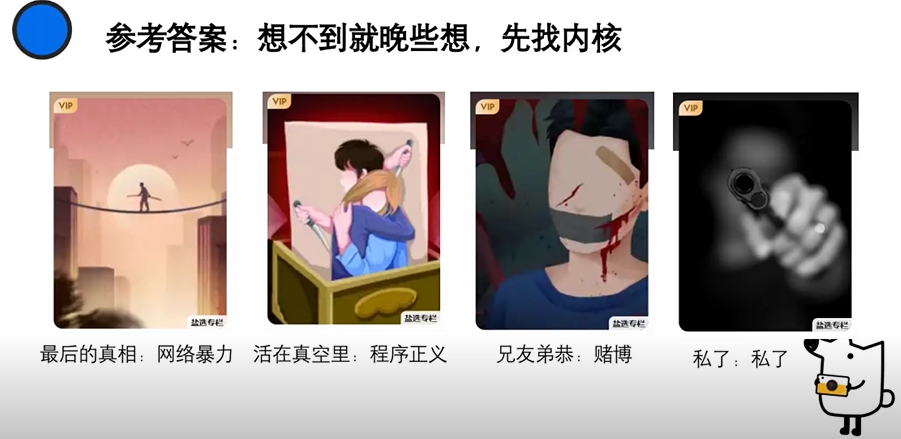 参考答案：想不到就晚些想，先找内核
VIP
VIP
VIP
VIP
盐选专栏
盐选专栏
盐选专栏
盐选专栏
最后的真相：网络暴力
活在真空里：程序正义
兄友弟恭：赌博
私了：私了